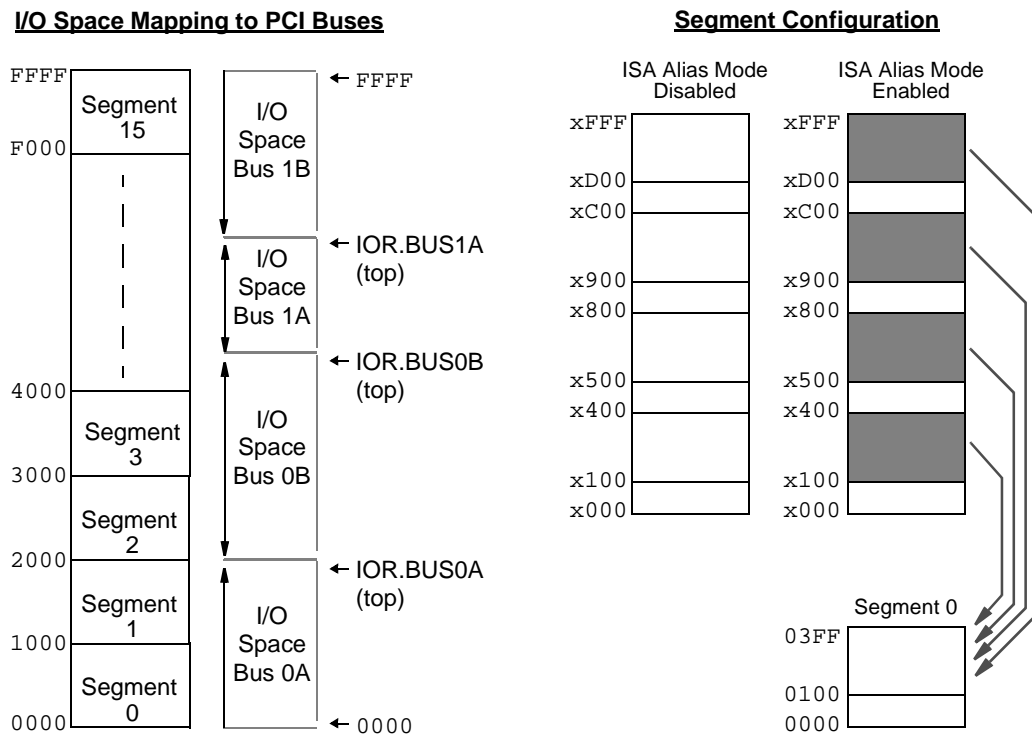 I/O Space Mapping to PCI Buses
FFFF
Segment
15
F000
4000
Segment
3
3000
Segment
2
2000
Segment
1
1000
Segment
0
0000
I/O
Space
Bus 1B
I/O
Space
Bus 1A
I/O
Space
Bus 0B
I/O
Space
Bus 0A
FFFF
IOR.BUS1A
(top)
IOR.BUS0B
(top)
IOR.BUS0A
(top)
0000
Segment Configuration
ISA Alias Mode
Disabled
xFFF
xD00
xC00
x900
x800
x500
x400
x100
x000
ISA Alias Mode
Enabled
xFFF
xD00
xC00
x900
x800
x500
x400
x100
x000
Segment 0
03FF
0100
0000